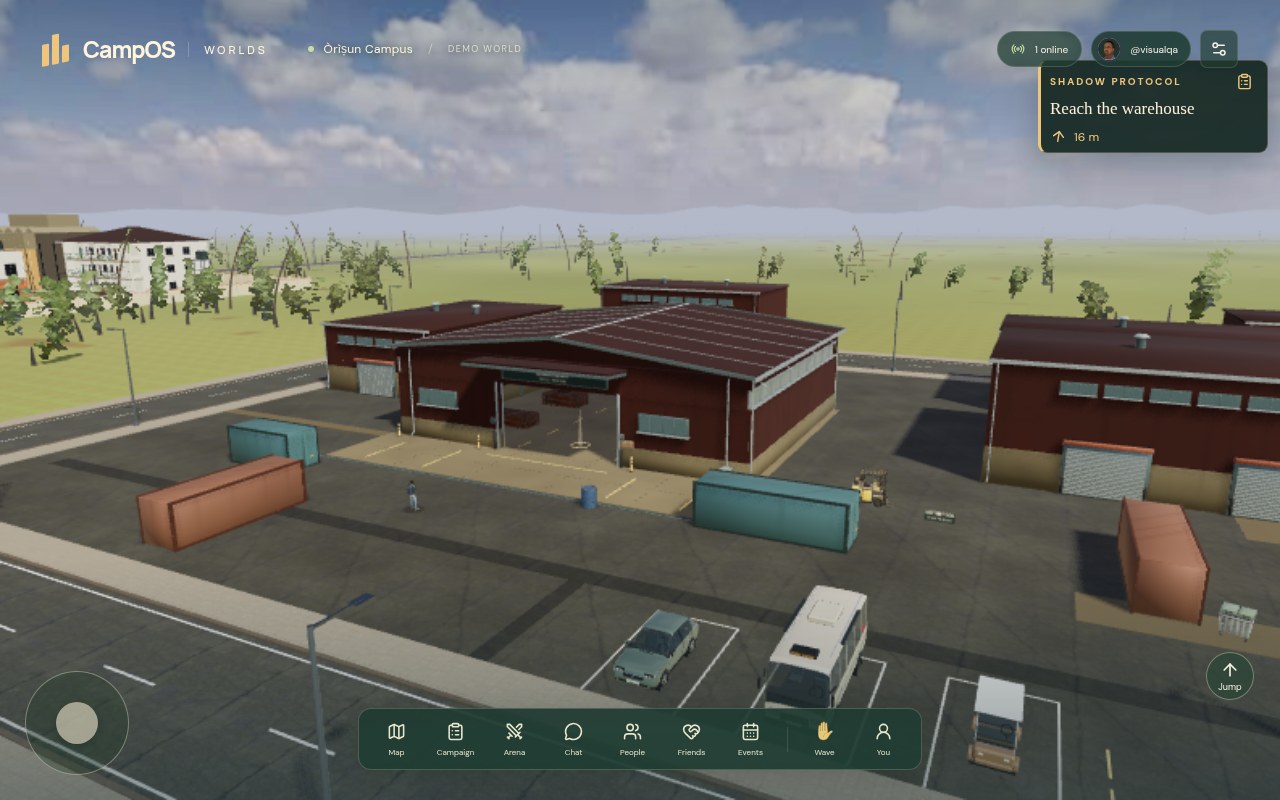 CampOS
WORLDS
Òrìṣun Campus / DEMO WORLD
1 online
@visualqa
SHADOW PROTOCOL
Reach the warehouse
16 m
Jump
Map
Campaign
Arena
Chat
People
Friends
Events
Wave
You